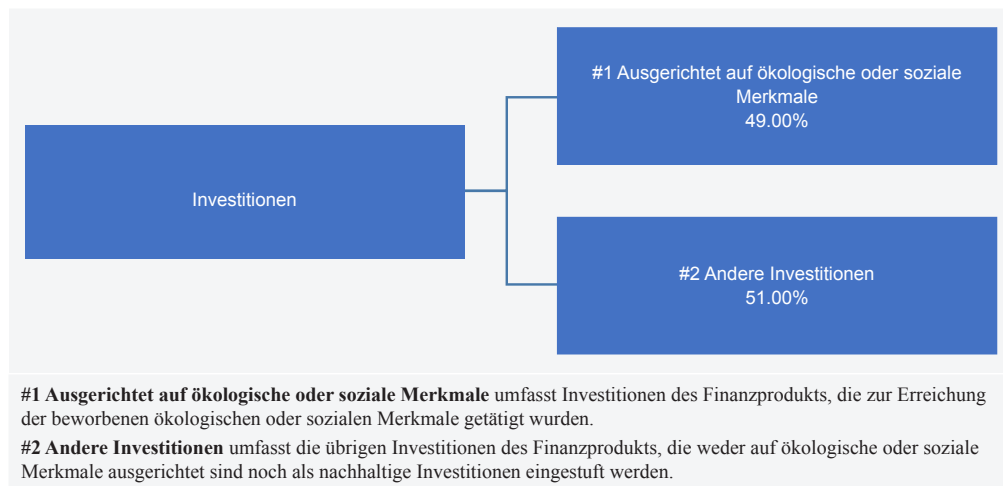 #1 Ausgerichtet auf ökologische oder soziale
Merkmale
49.00%
Investitionen
#2 Andere Investitionen
51.00%
#1 Ausgerichtet auf ökologische oder soziale Merkmale umfasst Investitionen des Finanzprodukts, die zur Erreichung
der beworbenen ökologischen oder sozialen Merkmale getätigt wurden.
#2 Andere Investitionen umfasst die übrigen Investitionen des Finanzprodukts, die weder auf ökologische oder soziale
Merkmale ausgerichtet sind noch als nachhaltige Investitionen eingestuft werden.